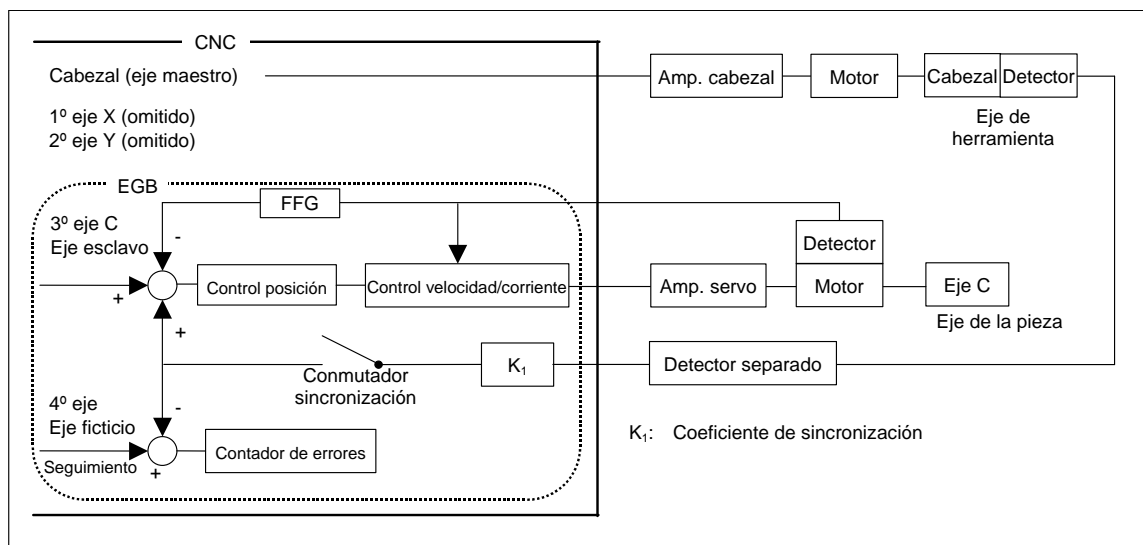 CNC
Cabezal (eje maestro)
Amp. cabezal
Motor
Cabezal
Detector
Eje de
herramienta
1º eje X (omitido)
2º eje Y (omitido)
EGB
FFG
3º eje C
Eje esclavo
-
+
+
Control posición
Control velocidad/corriente
Amp. servo
Detector
Motor
Eje C
Eje de la pieza
Conmutador
sincronización
K₁
Detector separado
4º eje
Eje ficticio
-
+
Seguimiento
Contador de errores
K₁: Coeficiente de sincronización